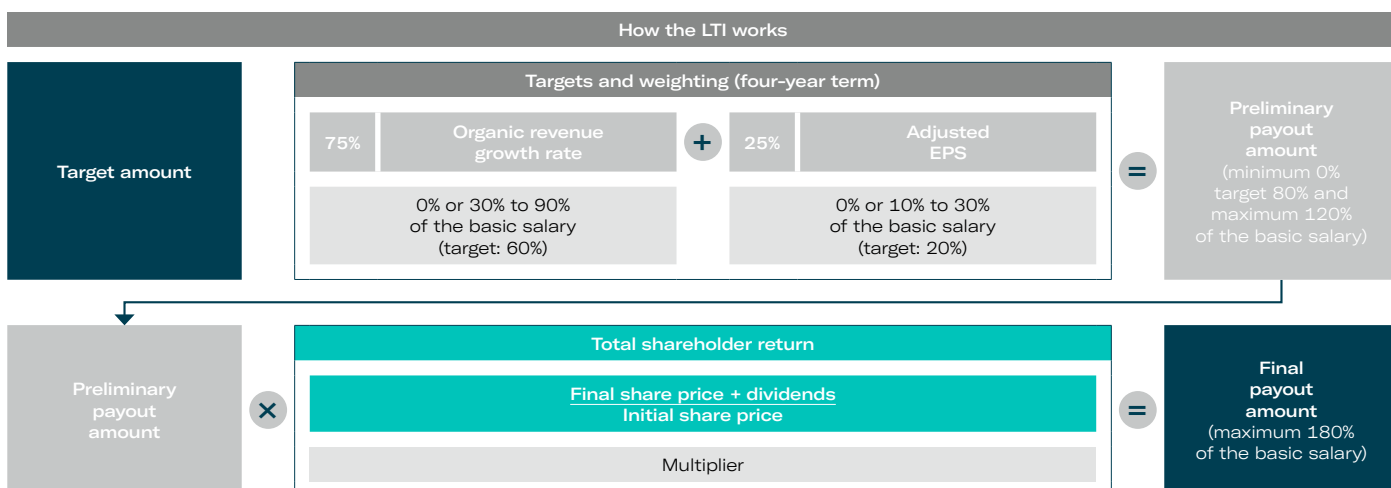 How the LTI works
Target amount
Targets and weighting (four-year term)
75%
Organic revenue
growth rate
+
25%
Adjusted
EPS
0% or 30% to 90%
of the basic salary
(target: 60%)
0% or 10% to 30%
of the basic salary
(target: 20%)
=
Preliminary
payout
amount
(minimum 0%
target 80% and
maximum 120%
of the basic salary)
Preliminary
payout
amount
×
Total shareholder return
Final share price + dividends
Initial share price
Multiplier
=
Final
payout
amount
(maximum 180%
of the basic salary)